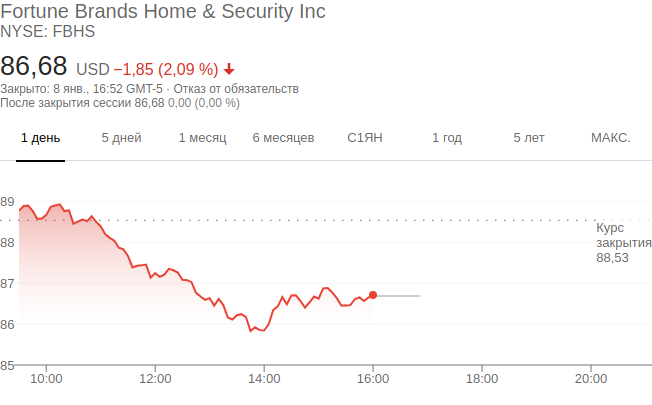 Fortune Brands Home & Security Inc
NYSE: FBHS
86,68 USD −1,85 (2,09 %)
Закрыто: 8 янв., 16:52 GMT-5 · Отказ от обязательств
После закрытия сессии 86,68 0,00 (0,00 %)
1 день 5 дней 1 месяц 6 месяцев С1ЯН 1 год 5 лет МАКС.
89
Курс
88 закрытия
88,53
87
86
85
10:00 12:00 14:00 16:00 18:00 20:00